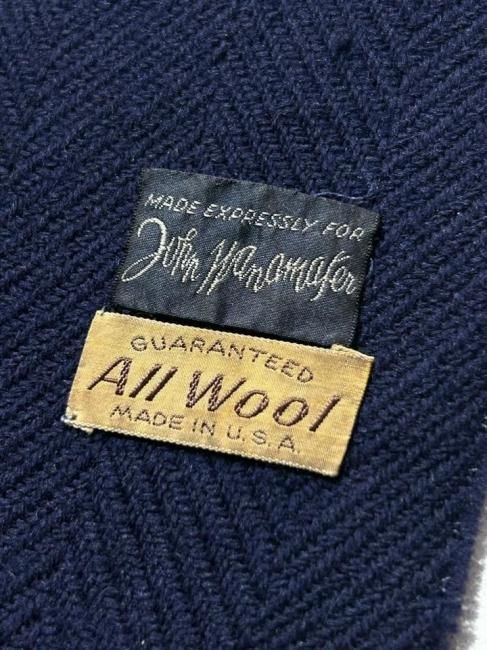 MADE EXPRESSLY FOR
John Wanamaker
GUARANTEED
All Wool
MADE IN U.S.A.